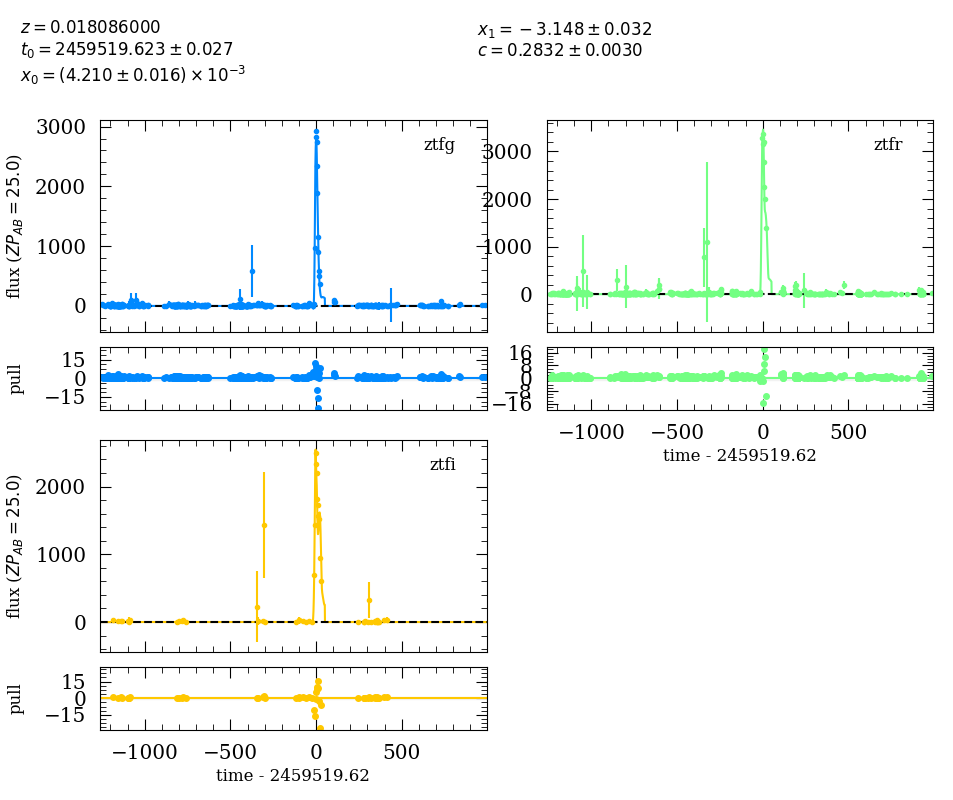 z = 0.018086000
t₀ = 2459519.623 ± 0.027
x₀ = (4.210 ± 0.016) × 10⁻³
x₁ = −3.148 ± 0.032
c = 0.2832 ± 0.0030
ztfg
3000
2000
1000
0
flux (ZP_AB = 25.0)
15
0
−15
pull
ztfr
3000
2000
1000
0
16
8
0
−8
−16
−1000 −500 0 500
time - 2459519.62
ztfi
2000
1000
0
flux (ZP_AB = 25.0)
15
0
−15
pull
−1000 −500 0 500
time - 2459519.62